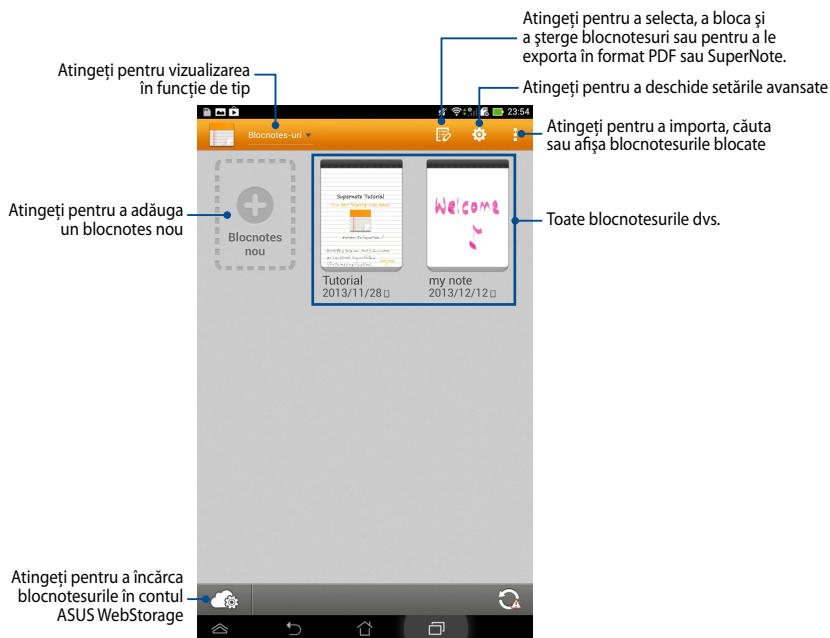 Atingeți pentru a selecta, a bloca și
a șterge blocnotesuri sau pentru a le
exporta în format PDF sau SuperNote.
Atingeți pentru vizualizarea
în funcție de tip
Atingeți pentru a deschide setările avansate
23:54
Blocnotes-uri
Atingeți pentru a importa, căuta
sau afișa blocnotesurile blocate
Atingeți pentru a adăuga
un blocnotes nou
Blocnotes
nou
Supernote Tutorial
Welcome
Toate blocnotesurile dvs.
Tutorial
2013/11/28
my note
2013/12/12
Atingeți pentru a încărca
blocnotesurile în contul
ASUS WebStorage